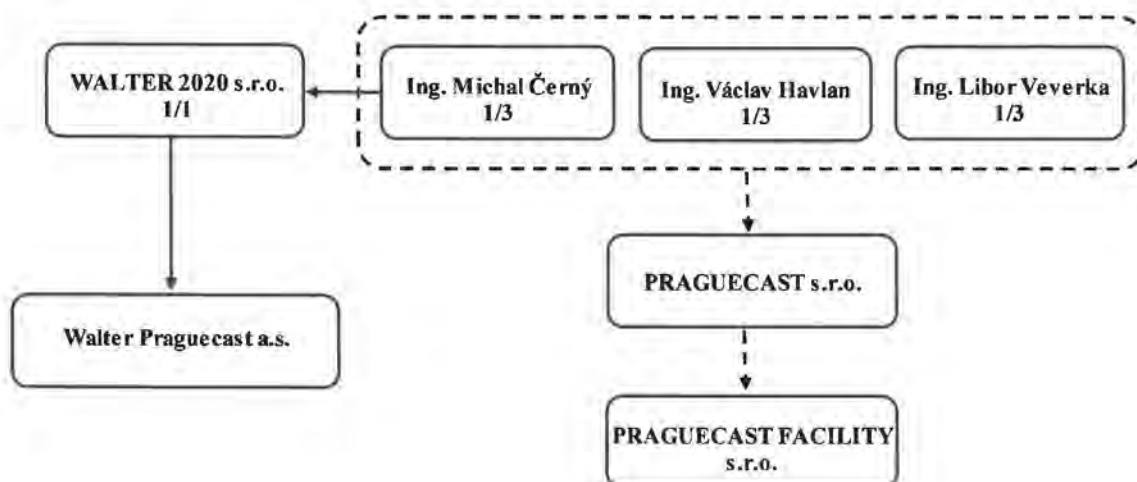 WALTER 2020 s.r.o.
1/1
Ing. Michal Černý
1/3
Ing. Václav Havlan
1/3
Ing. Libor Veverka
1/3
PRAGUECAST s.r.o.
Walter Praguecast a.s.
PRAGUECAST FACILITY
s.r.o.